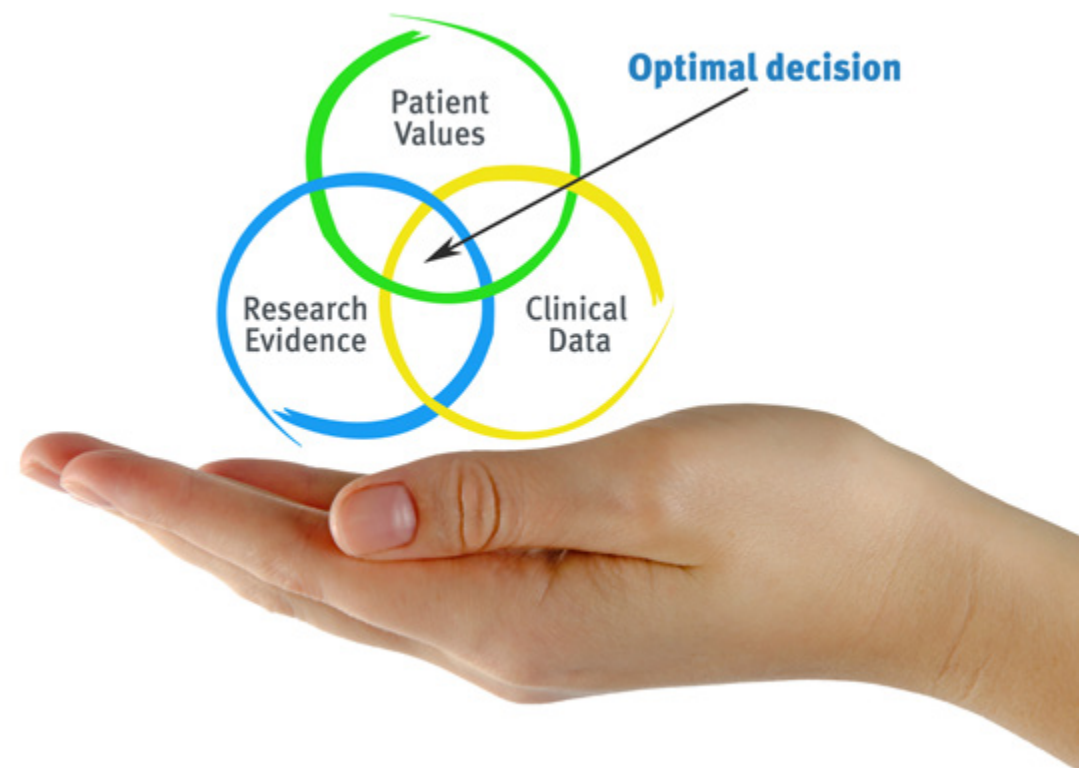 Optimal decision
Patient
Values
Research
Evidence
Clinical
Data